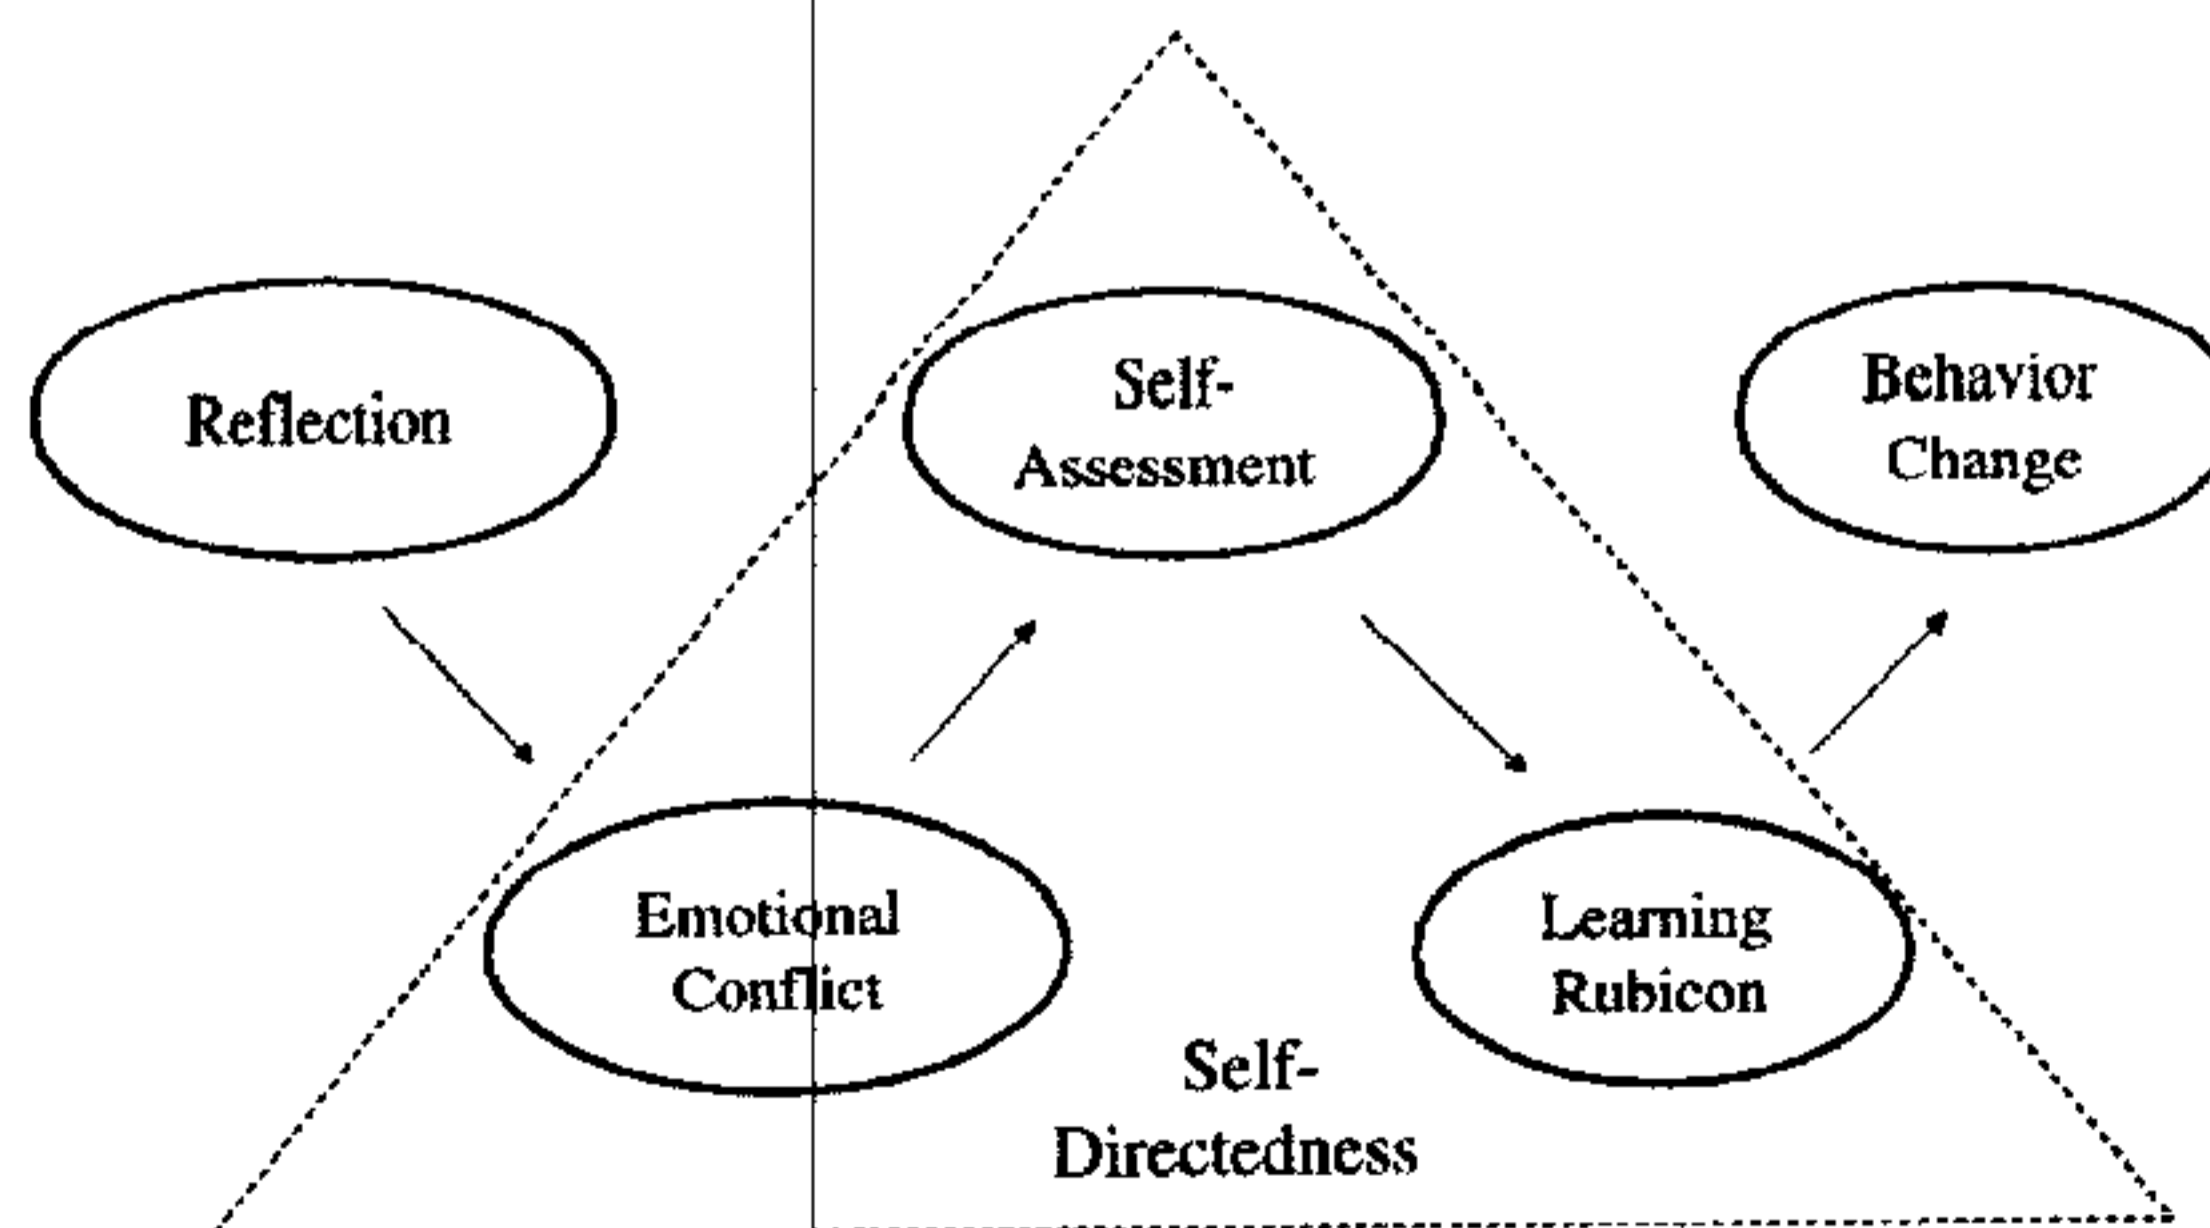 Reflection
Self-
Assessment
Behavior
Change
Emotional
Conflict
Learning
Rubicon
Self-
Directedness